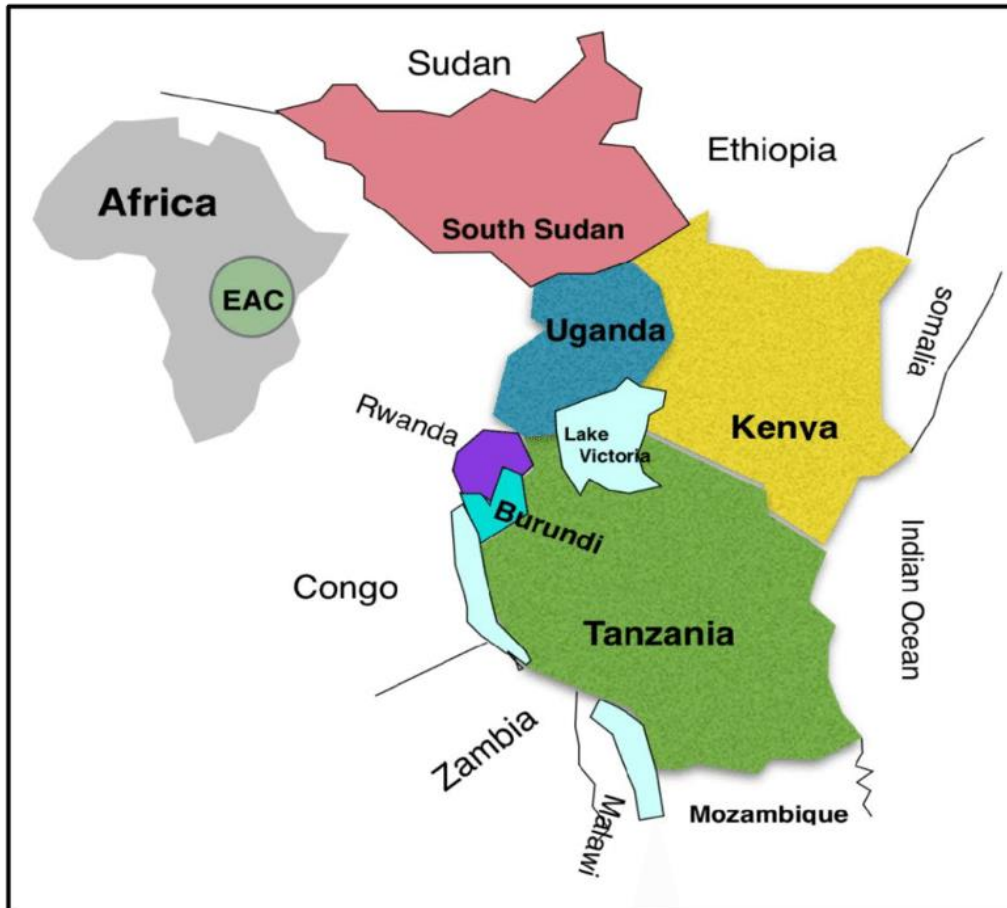 Sudan
Ethiopia
Africa
South Sudan
EAC
Uganda
somalia
Rwanda
Kenya
Lake
Victoria
Burundi
Indian Ocean
Congo
Tanzania
Zambia
Malawi
Mozambique